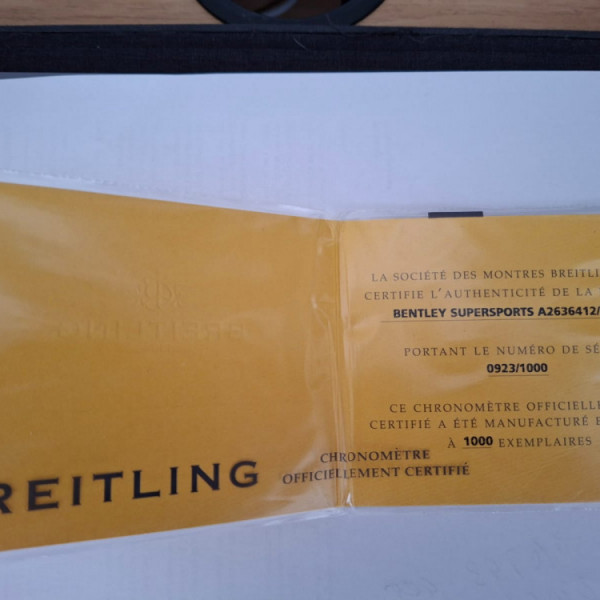 REITLING
CHRONOMÈTRE
OFFICIELLEMENT CERTIFIÉ
LA SOCIÉTÉ DES MONTRES BREITLI
CERTIFIE L'AUTHENTICITÉ DE LA
BENTLEY SUPERSPORTS A2636412/
PORTANT LE NUMÉRO DE SÉ
0923/1000
CE CHRONOMÈTRE OFFICIELLE
CERTIFIÉ A ÉTÉ MANUFACTURÉ E
À 1000 EXEMPLAIRES